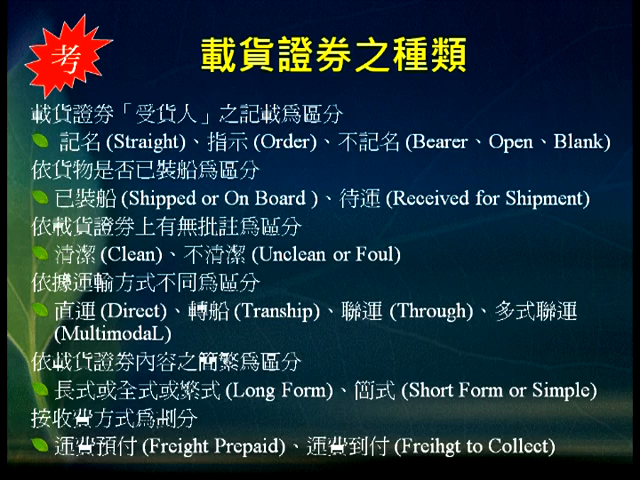 考
載貨證券之種類
載貨證券「受貨人」之記載為區分
記名 (Straight)、指示 (Order)、不記名 (Bearer、Open、Blank)
依貨物是否已裝船為區分
已裝船 (Shipped or On Board )、待運 (Received for Shipment)
依載貨證券上有無批註為區分
清潔 (Clean)、不清潔 (Unclean or Foul)
依據運輸方式不同為區分
直運 (Direct)、轉船 (Tranship)、聯運 (Through)、多式聯運
(MultimodaL)
依載貨證券內容之簡繁為區分
長式或全式或繁式 (Long Form)、簡式 (Short Form or Simple)
按收費方式為劃分
運費預付 (Freight Prepaid)、運費到付 (Freihgt to Collect)